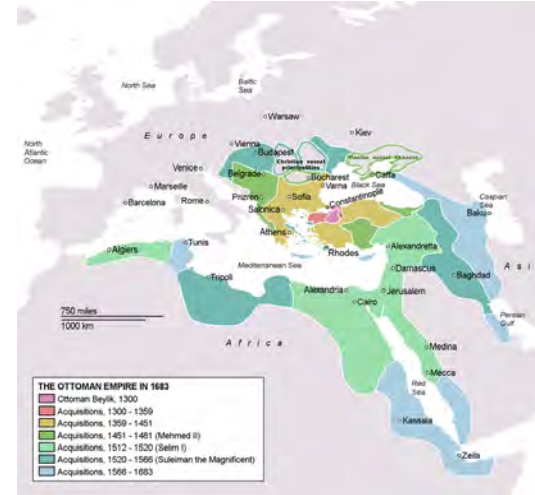 North Sea
Baltic
Sea
Warsaw
Kiev
North
Atlantic
Ocean
Europe
Vienna
Budapest
Christian vassal
principalities
Venice
Belgrade
Bucharest
Caffa
Marseille
Varna
Black Sea
Caspian
Sea
Barcelona
Rome
Prizren
Sofia
Constantinople
Baku
Salonica
Athens
Algiers
Tunis
Rhodes
Alexandretta
Asi
Mediterranean Sea
Damascus
Baghdad
Tripoli
Alexandria
Jerusalem
Cairo
Persian
Gulf
750 miles
1000 km
Africa
Medina
Mecca
Red
Sea
Kassala
Zeila
THE OTTOMAN EMPIRE IN 1683
Ottoman Beylik, 1300
Acquisitions, 1300 - 1359
Acquisitions, 1359 - 1451
Acquisitions, 1451 - 1481 (Mehmed II)
Acquisitions, 1512 - 1520 (Selim I)
Acquisitions, 1520 - 1566 (Suleiman the Magnificent)
Acquisitions, 1566 - 1683